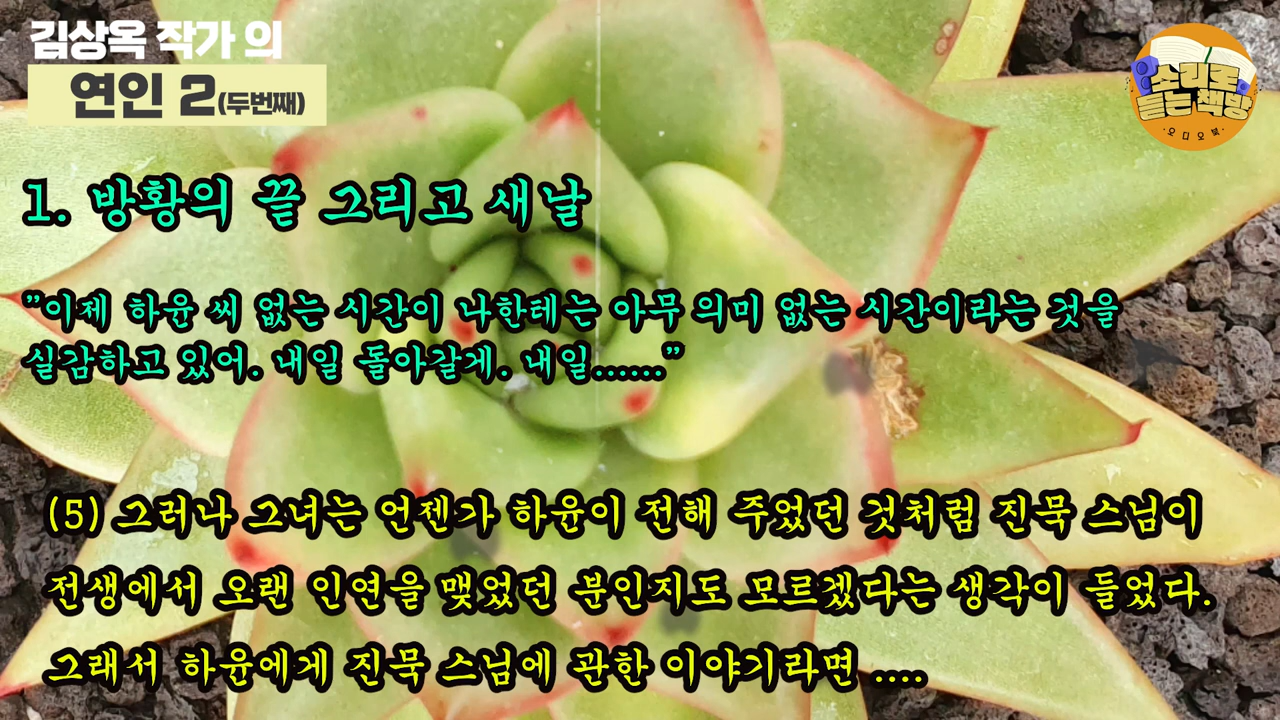 김상옥 작가 의
연인 2(두번째)
소리로
듣는 책방
·오디오북·
1. 방황의 끝 그리고 새날
"이제 하윤 씨 없는 시간이 나한테는 아무 의미 없는 시간이라는 것을
실감하고 있어. 내일 돌아갈게. 내일......"
(5) 그러나 그녀는 언젠가 하윤이 전해 주었던 것처럼 진묵 스님이
전생에서 오랜 인연을 맺었던 분인지도 모르겠다는 생각이 들었다.
그래서 하윤에게 진묵 스님에 관한 이야기라면 ....